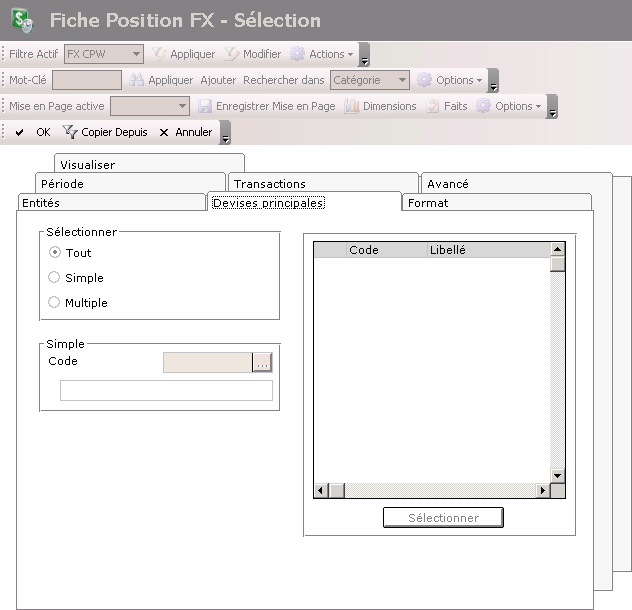 Fiche Position FX - Sélection
Filtre Actif FX CPW Appliquer Modifier Actions
Mot-Clé Appliquer Ajouter Rechercher dans Catégorie Options
Mise en Page active Enregistrer Mise en Page Dimensions Faits Options
OK Copier Depuis Annuler
Visualiser
Période Transactions Avancé
Entités Devises principales Format
Sélectionner
Tout
Simple
Multiple
Simple
Code ...
Code Libellé
Sélectionner